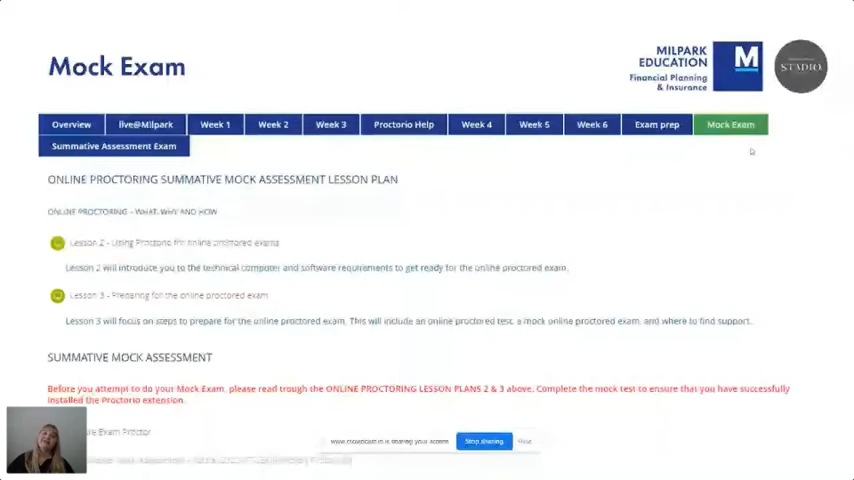 Mock Exam
MILPARK
EDUCATION
Financial Planning
& Insurance
M
STADIO
Overview
live@Milpark
Week 1
Week 2
Week 3
Proctorio Help
Week 4
Week 5
Week 6
Exam prep
Mock Exam
Summative Assessment Exam
ONLINE PROCTORING SUMMATIVE MOCK ASSESSMENT LESSON PLAN
ONLINE PROCTORING - WHAT, WHY AND HOW
Lesson 2 - Using Proctorio for online proctored exams
Lesson 2 will introduce you to the technical computer and software requirements to get ready for the online proctored exam.
Lesson 3 - Preparing for the online proctored exam
Lesson 3 will focus on steps to prepare for the online proctored exam. This will include an online proctored test, a mock online proctored exam, and where to find support.
SUMMATIVE MOCK ASSESSMENT
Before you attempt to do your Mock Exam, please read trough the ONLINE PROCTORING LESSON PLANS 2 & 3 above. Complete the mock test to ensure that you have successfully
installed the Proctorio extension.
Exam Proctor
is sharing your screen
Stop sharing
Hide